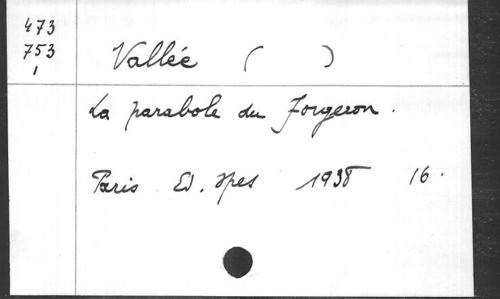 473
753
1
Vallée ( )
La parabole du forgeron.
Paris Ed. Spes 1938 16.